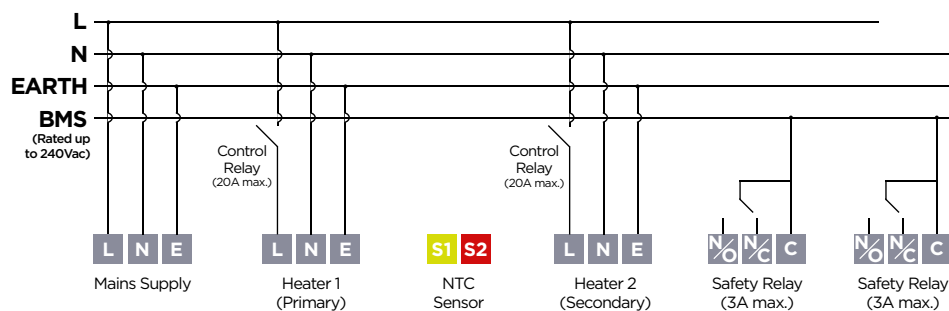 L
N
EARTH
BMS
(Rated up
to 240Vac)
Control
Relay
(20A max.)
Control
Relay
(20A max.)
L N E
L N E
S1 S2
L N E
N/O N/C C
N/O N/C C
Mains Supply
Heater 1
(Primary)
NTC
Sensor
Heater 2
(Secondary)
Safety Relay
(3A max.)
Safety Relay
(3A max.)